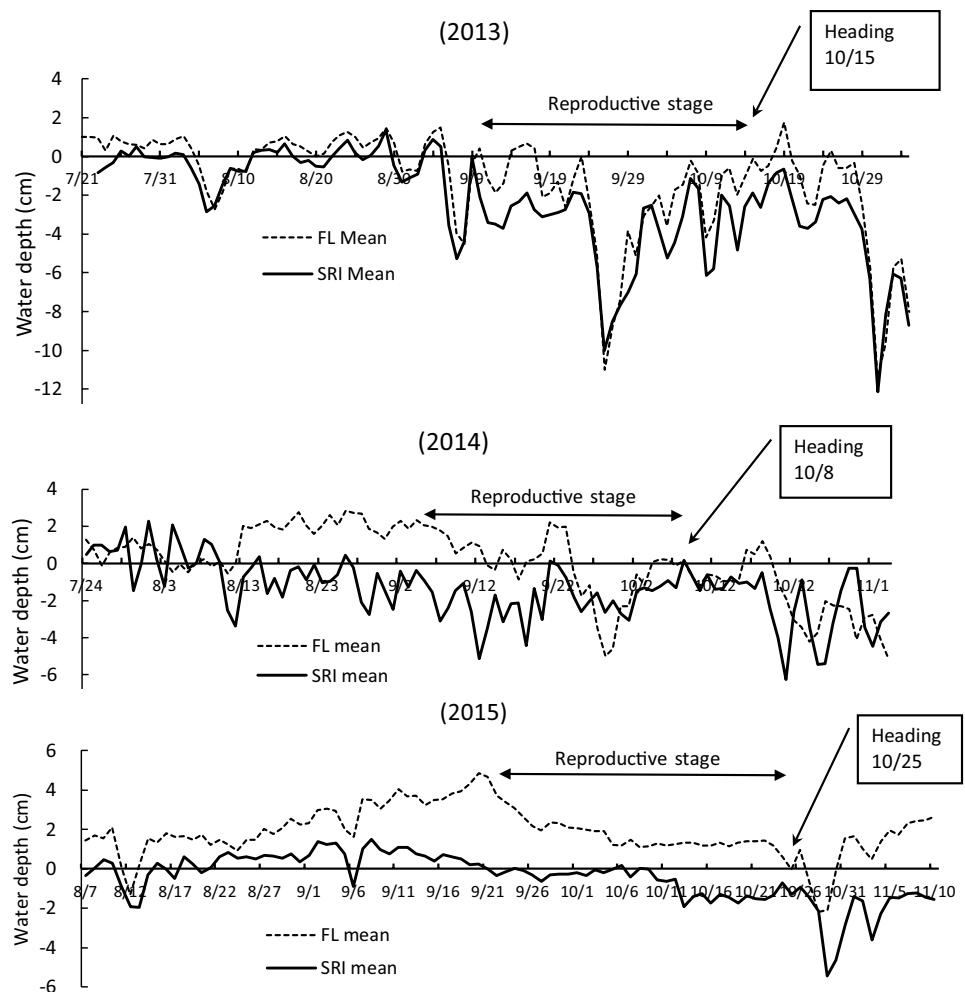 (2013)
Heading
10/15
Reproductive stage
Water depth (cm)
4
2
0
-2
-4
-6
-8
-10
-12
7/21 7/31 8/10 8/20 8/30 9/9 9/19 9/29 10/9 10/19 10/29
FL Mean
SRI Mean
(2014)
Heading
10/8
Reproductive stage
Water depth (cm)
4
2
0
-2
-4
-6
7/24 8/3 8/13 8/23 9/2 9/12 9/22 10/2 10/12 10/22 11/1
FL mean
SRI mean
(2015)
Heading
10/25
Reproductive stage
Water depth (cm)
6
4
2
0
-2
-4
-6
8/7 8/12 8/17 8/22 8/27 9/1 9/6 9/11 9/16 9/21 9/26 10/1 10/6 10/11 10/16 10/21 10/26 10/31 11/5 11/10
FL mean
SRI mean